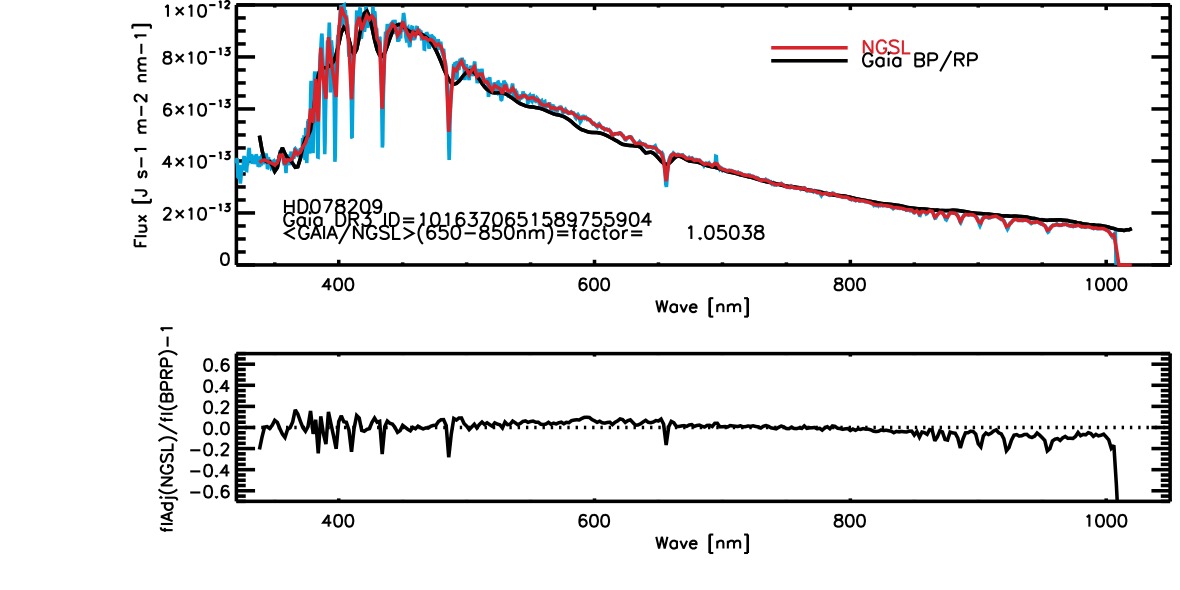 1×10−12
8×10−13
6×10−13
4×10−13
2×10−13
0
Flux [J s−1 m−2 nm−1]
NGSL
Gaia BP/RP
HD078209
Gaia DR3 ID=1016370651589755904
<GAIA/NGSL>(650−850nm)=factor= 1.05038
400 600 800 1000
Wave [nm]
flAdj(NGSL)/fl(BPRP)−1
0.6
0.4
0.2
0.0
−0.2
−0.4
−0.6
400 600 800 1000
Wave [nm]